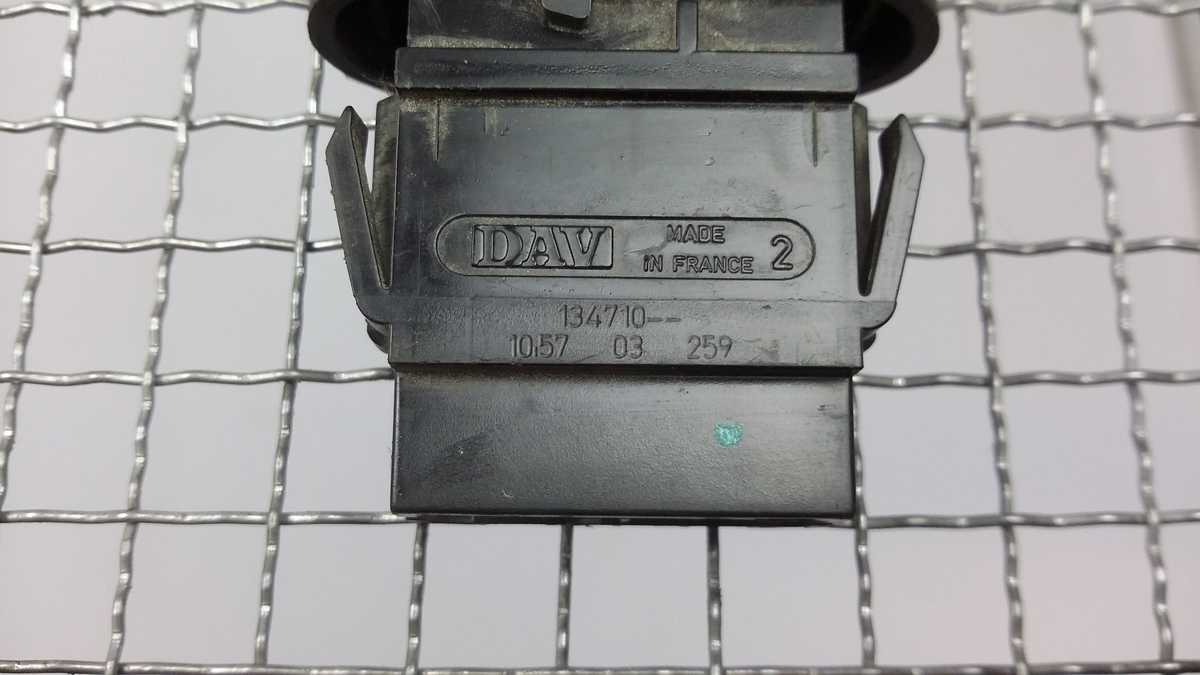 DAV MADE IN FRANCE 2
134710--
10:57 03 259